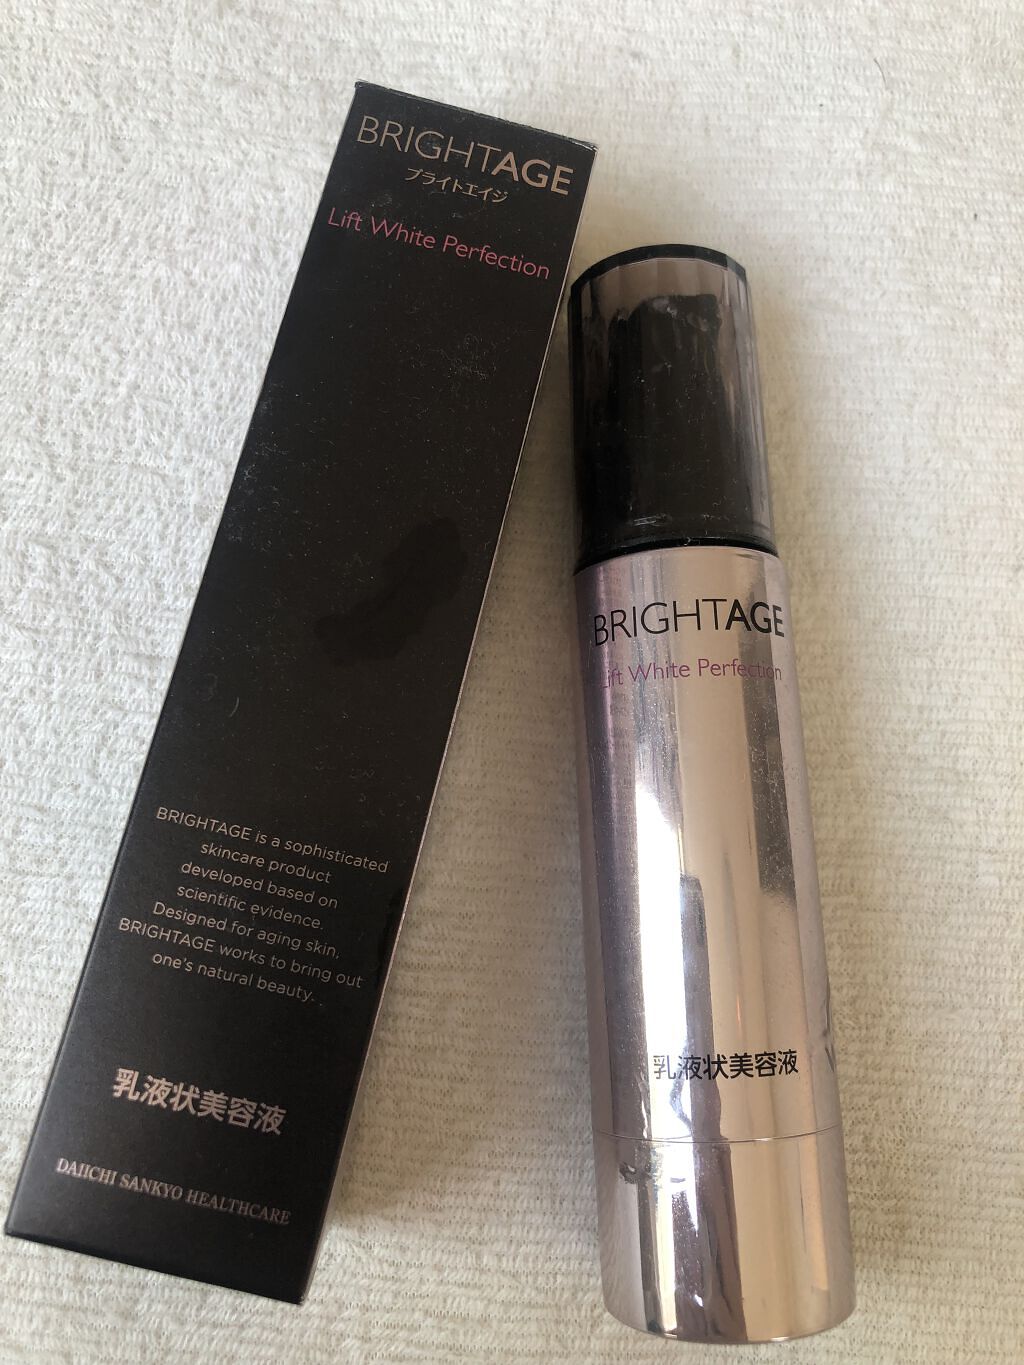 BRIGHTAGE
ブライトエイジ
Lift White Perfection
BRIGHTAGE is a sophisticated
skincare product
developed based on
scientific evidence.
Designed for aging skin,
BRIGHTAGE works to bring out
one's natural beauty.
乳液状美容液
DAIICHI SANKYO HEALTHCARE
BRIGHTAGE
Lift White Perfection
乳液状美容液